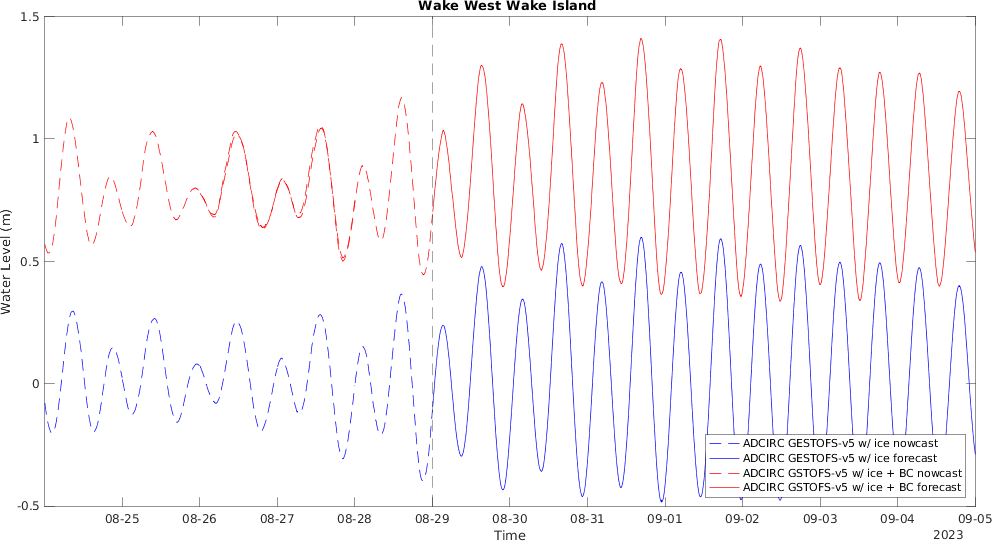 Wake West Wake Island
1.5
1
0.5
0
-0.5
Water Level (m)
ADCIRC GESTOFS-v5 w/ ice nowcast
ADCIRC GESTOFS-v5 w/ ice forecast
ADCIRC GSTOFS-v5 w/ ice + BC nowcast
ADCIRC GSTOFS-v5 w/ ice + BC forecast
08-25 08-26 08-27 08-28 08-29 08-30 08-31 09-01 09-02 09-03 09-04 09-05
Time
2023